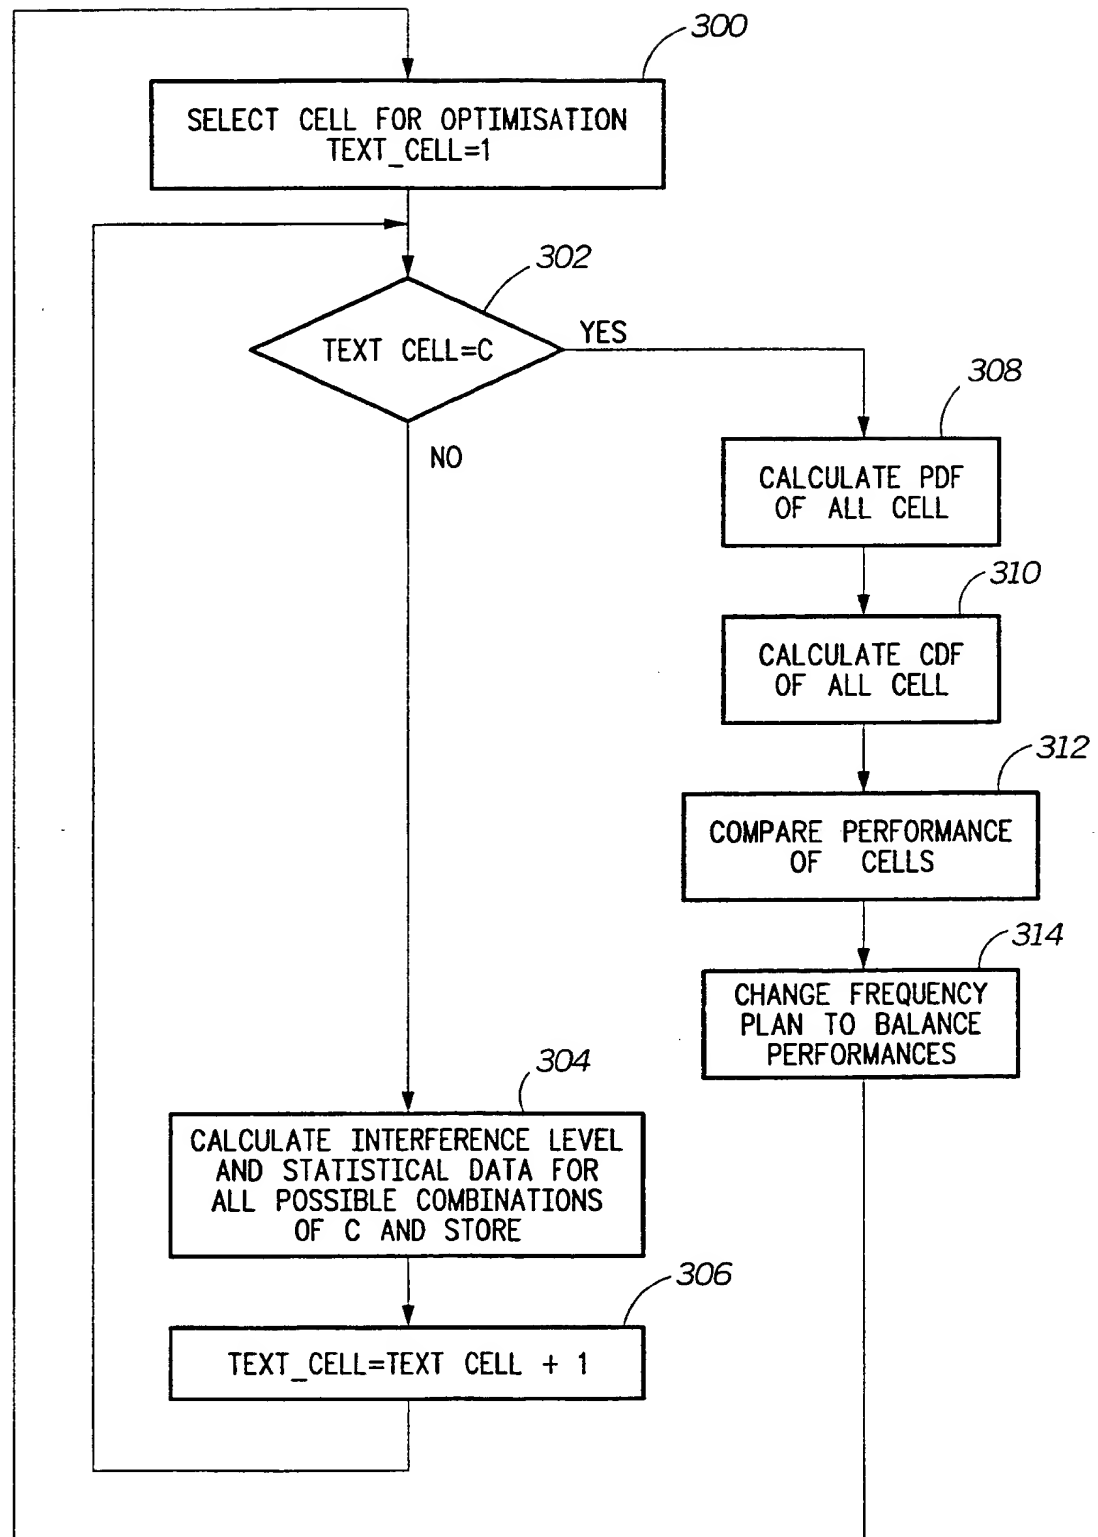 300
SELECT CELL FOR OPTIMISATION
TEXT_CELL=1
302
TEXT CELL=C
YES
NO
308
CALCULATE PDF
OF ALL CELL
310
CALCULATE CDF
OF ALL CELL
312
COMPARE PERFORMANCE
OF CELLS
314
CHANGE FREQUENCY
PLAN TO BALANCE
PERFORMANCES
304
CALCULATE INTERFERENCE LEVEL
AND STATISTICAL DATA FOR
ALL POSSIBLE COMBINATIONS
OF C AND STORE
306
TEXT_CELL=TEXT CELL + 1